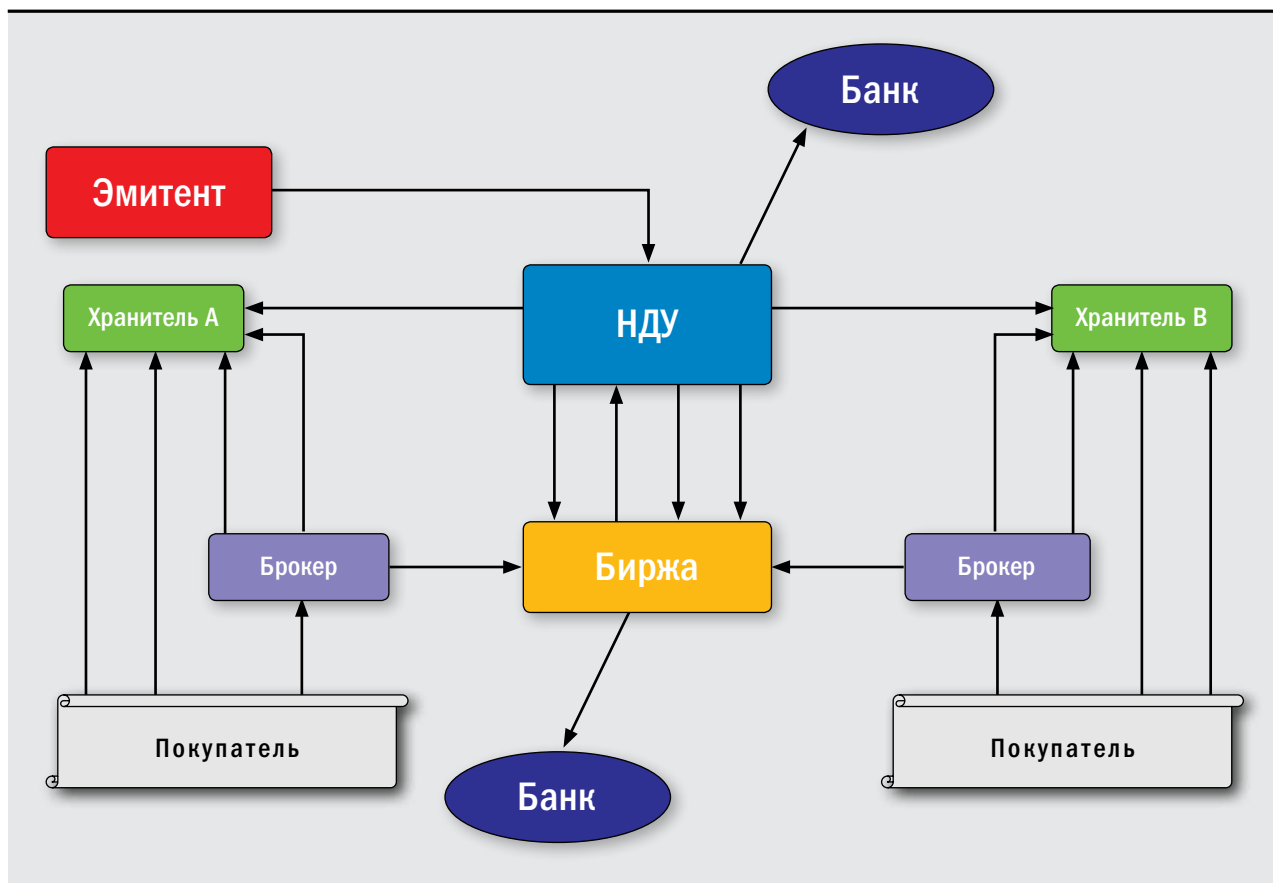 Банк
Эмитент
Хранитель А
НДУ
Хранитель В
Брокер
Биржа
Брокер
Покупатель
Банк
Покупатель